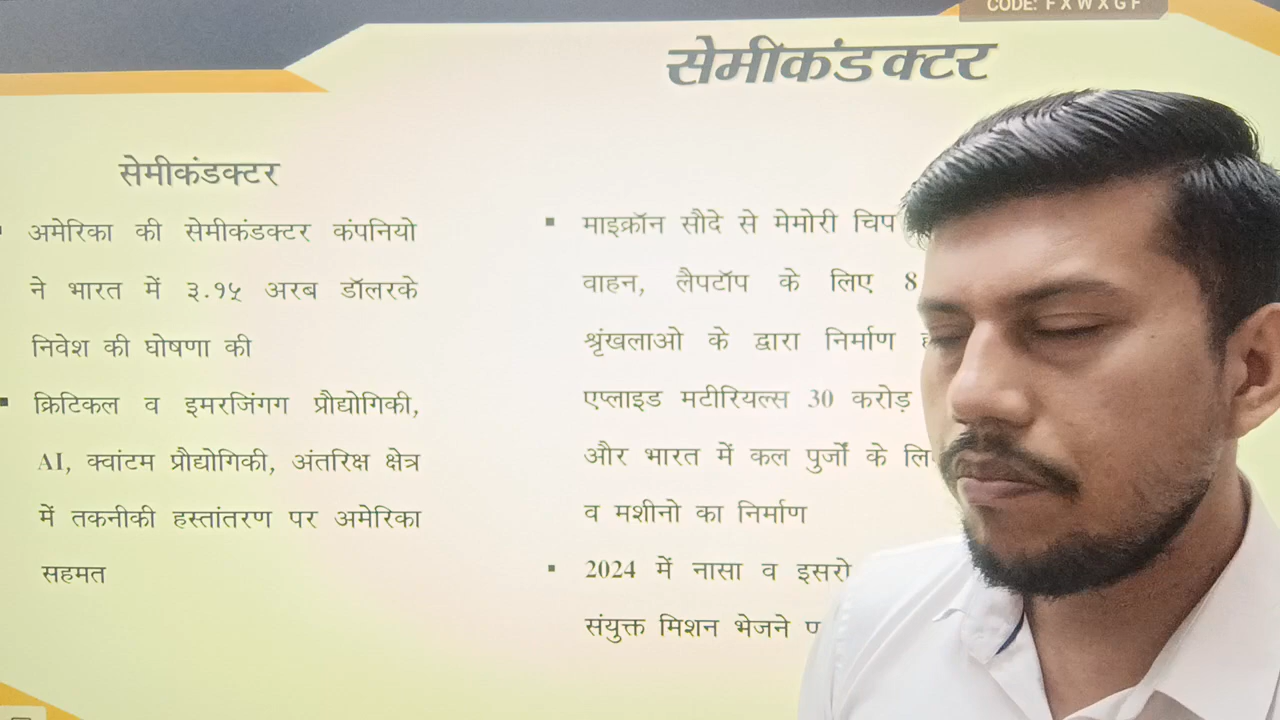 CODE: F X W X G F
सेमीकंडक्टर
सेमीकंडक्टर
अमेरिका की सेमीकंडक्टर कंपनियो
ने भारत में ३.१५ अरब डॉलरके
निवेश की घोषणा की
क्रिटिकल व इमरजिंगग प्रौद्योगिकी,
AI, क्वांटम प्रौद्योगिकी, अंतरिक्ष क्षेत्र
में तकनीकी हस्तांतरण पर अमेरिका
सहमत
माइक्रॉन सौदे से मेमोरी चिप
वाहन, लैपटॉप के लिए 8
श्रृंखलाओ के द्वारा निर्माण
एप्लाइड मटीरियल्स 30 करोड़
और भारत में कल पुर्जों के
व मशीनो का निर्माण
2024 में नासा व इसरो
संयुक्त मिशन भेजने